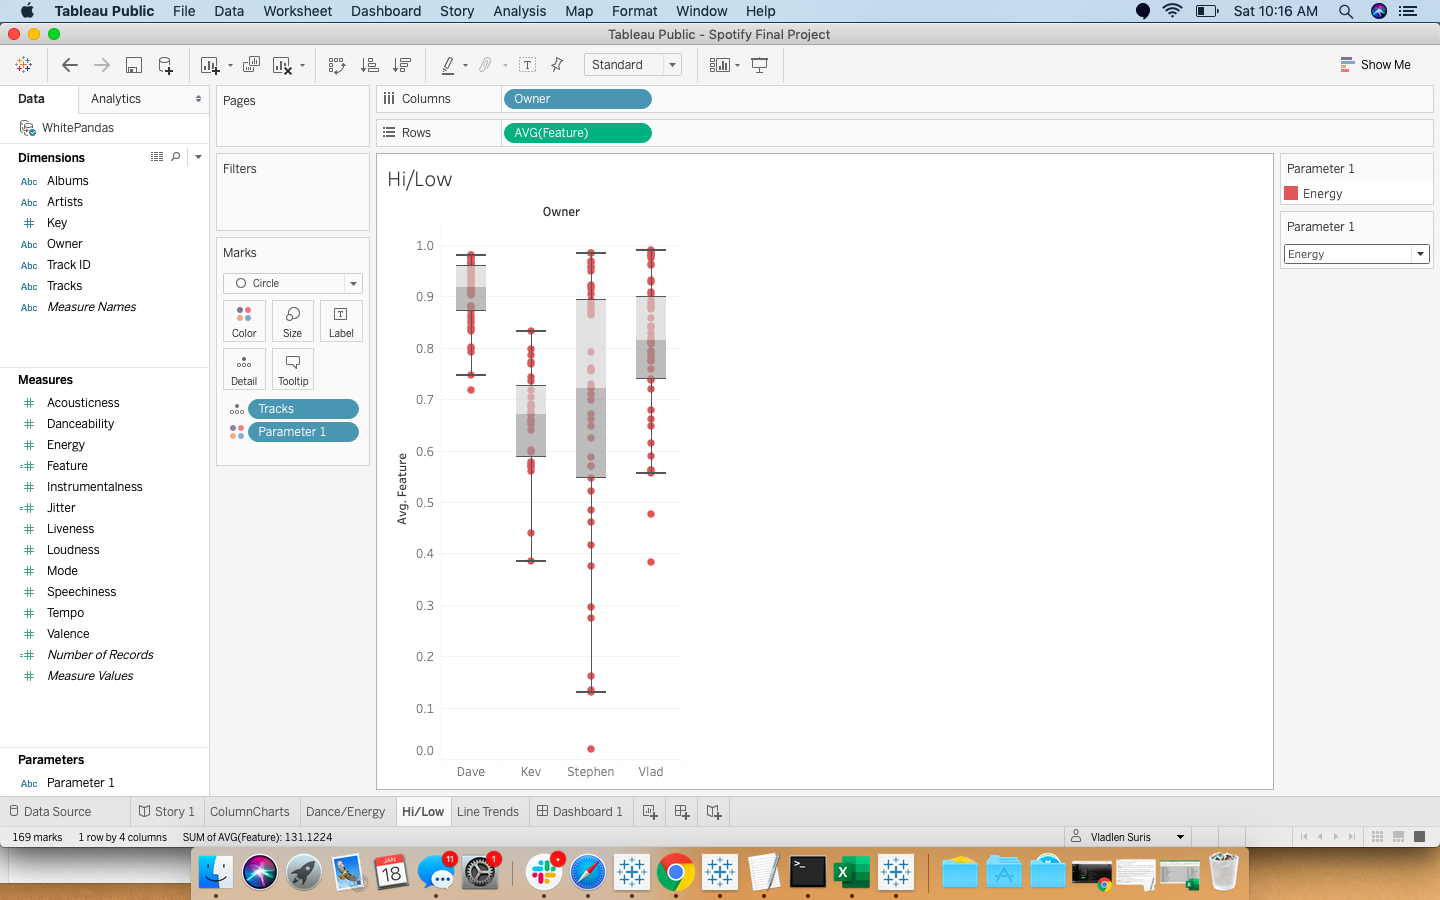 Tableau Public File Data Worksheet Dashboard Story Analysis Map Format Window Help Sat 10:16 AM
Tableau Public - Spotify Final Project
Standard Show Me
Data Analytics
WhitePandas
Dimensions
Abc Albums
Abc Artists
Key
Abc Owner
Abc Track ID
Abc Tracks
Abc Measure Names
Measures
Acousticness
Danceability
Energy
Feature
Instrumentalness
Jitter
Liveness
Loudness
Mode
Speechiness
Tempo
Valence
Number of Records
Measure Values
Parameters
Abc Parameter 1
Pages
Filters
Marks
Circle
Color Size Label
Detail Tooltip
Tracks
Parameter 1
Columns Owner
Rows AVG(Feature)
Hi/Low
Owner
1.0
0.9
0.8
0.7
0.6
0.5
0.4
0.3
0.2
0.1
0.0
Avg. Feature
Dave Kev Stephen Vlad
Parameter 1
Energy
Parameter 1
Energy
Data Source Story 1 ColumnCharts Dance/Energy Hi/Low Line Trends Dashboard 1
169 marks 1 row by 4 columns SUM of AVG(Feature): 131.1224 Vladlen Suris
JAN
18
11
1